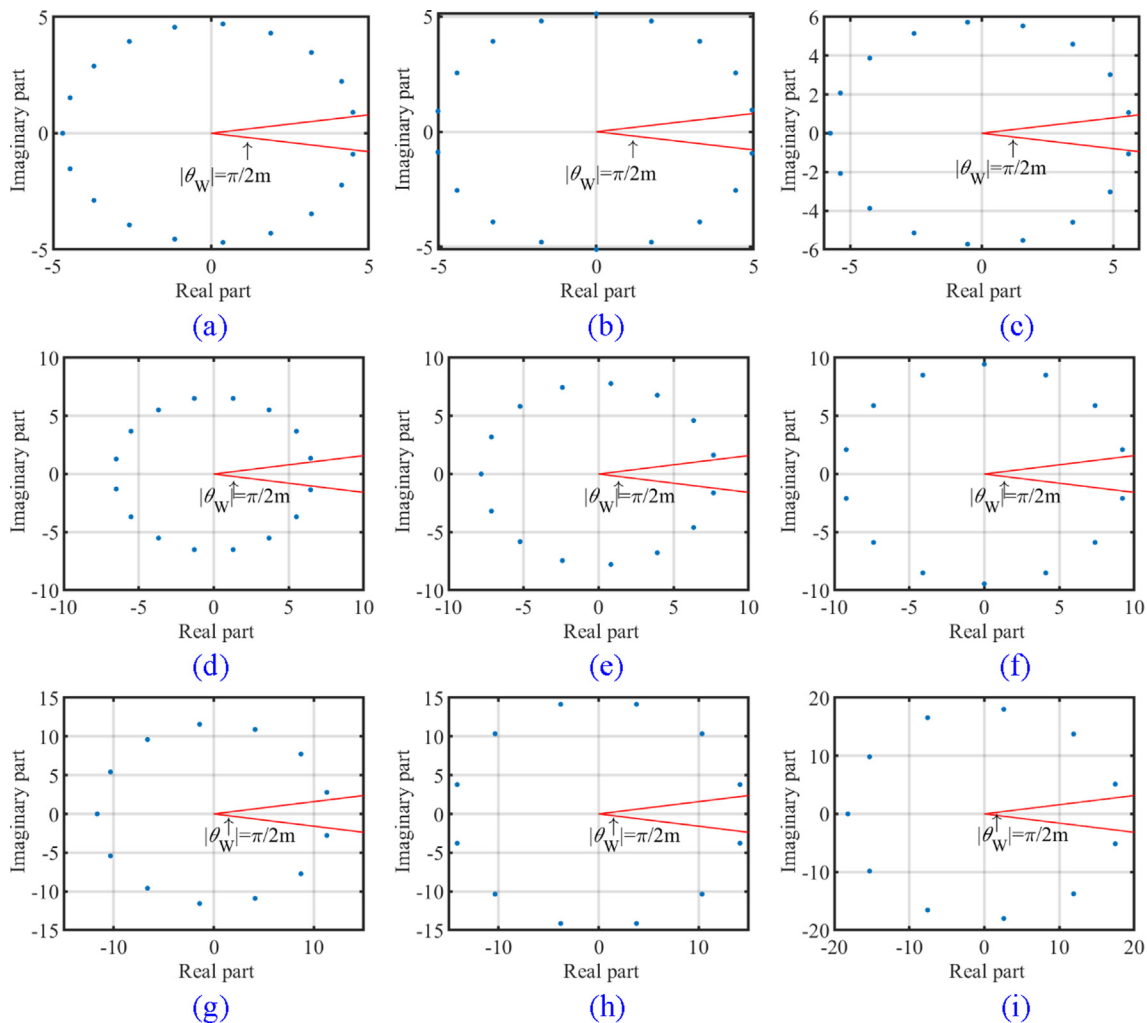 5
0
-5
Imaginary part
|θW|=π/2m
-5 0 5
Real part
(a)
5
0
-5
Imaginary part
|θW|=π/2m
-5 0 5
Real part
(b)
6
4
2
0
-2
-4
-6
Imaginary part
|θW|=π/2m
-5 0 5
Real part
(c)
10
5
0
-5
-10
Imaginary part
|θW|=π/2m
-10 -5 0 5 10
Real part
(d)
10
5
0
-5
-10
Imaginary part
|θW|=π/2m
-10 -5 0 5 10
Real part
(e)
10
5
0
-5
-10
Imaginary part
|θW|=π/2m
-10 -5 0 5 10
Real part
(f)
15
10
5
0
-5
-10
-15
Imaginary part
|θW|=π/2m
-10 0 10
Real part
(g)
15
10
5
0
-5
-10
-15
Imaginary part
|θW|=π/2m
-10 0 10
Real part
(h)
20
10
0
-10
-20
Imaginary part
|θW|=π/2m
-20 -10 0 10 20
Real part
(i)